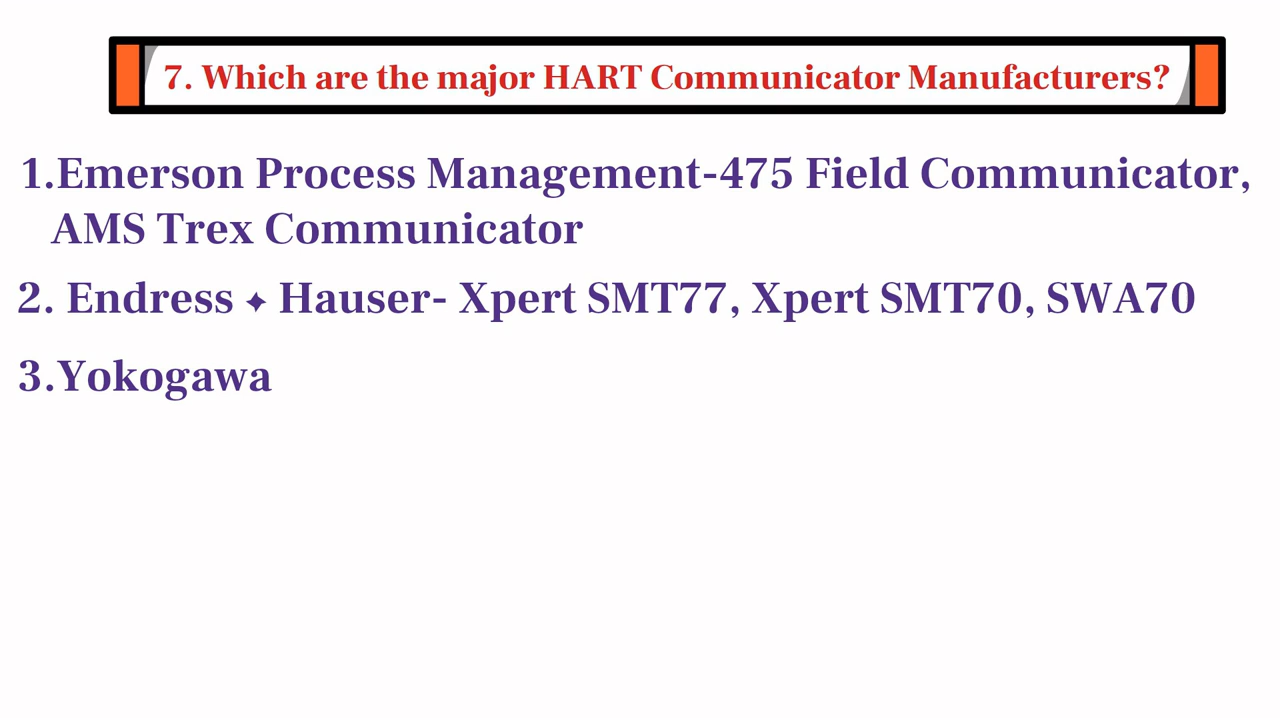 7. Which are the major HART Communicator Manufacturers?
1.Emerson Process Management-475 Field Communicator,
AMS Trex Communicator
2. Endress ✦ Hauser- Xpert SMT77, Xpert SMT70, SWA70
3.Yokogawa